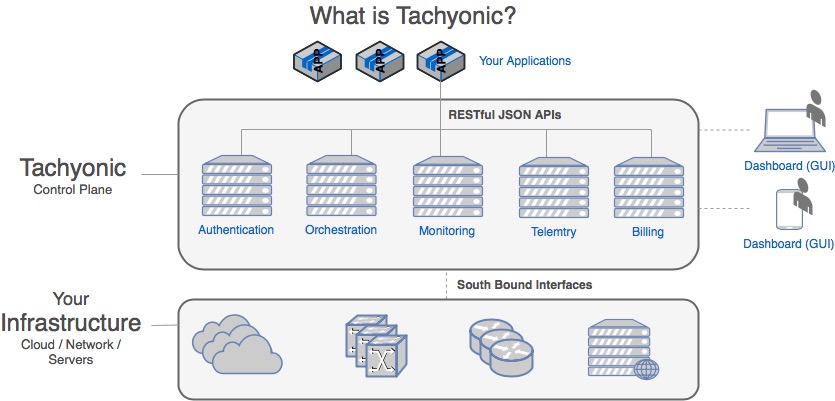 What is Tachyonic?
APP
APP
APP
Your Applications
RESTful JSON APIs
Tachyonic
Control Plane
Authentication
Orchestration
Monitoring
Telemtry
Billing
Dashboard (GUI)
Dashboard (GUI)
South Bound Interfaces
Your
Infrastructure
Cloud / Network /
Servers